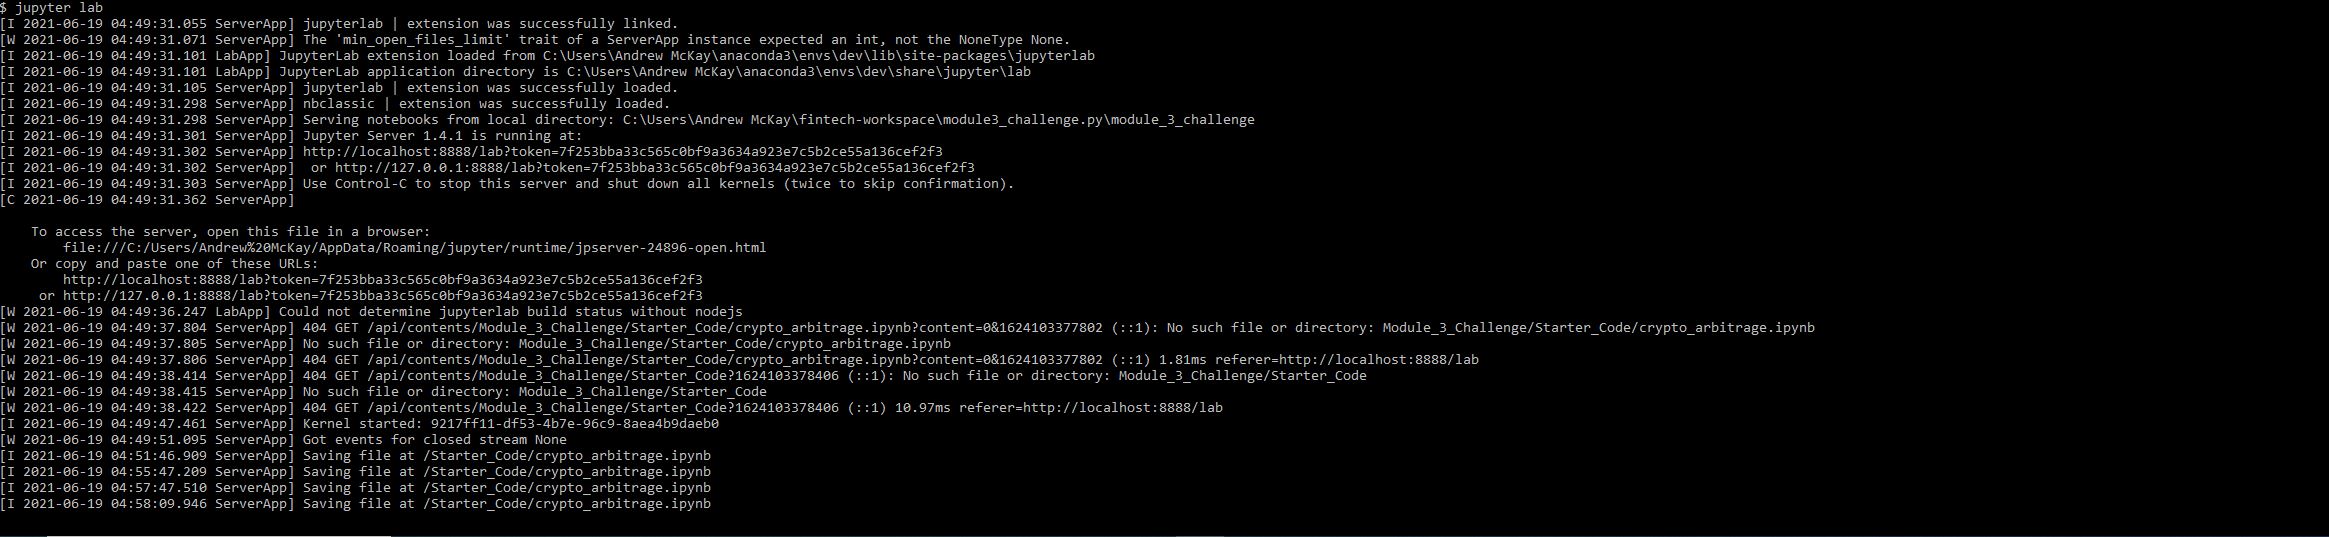 $ jupyter lab
[I 2021-06-19 04:49:31.055 ServerApp] jupyterlab | extension was successfully linked.
[W 2021-06-19 04:49:31.071 ServerApp] The 'min_open_files_limit' trait of a ServerApp instance expected an int, not the NoneType None.
[I 2021-06-19 04:49:31.101 LabApp] JupyterLab extension loaded from C:\Users\Andrew McKay\anaconda3\envs\dev\lib\site-packages\jupyterlab
[I 2021-06-19 04:49:31.101 LabApp] JupyterLab application directory is C:\Users\Andrew McKay\anaconda3\envs\dev\share\jupyter\lab
[I 2021-06-19 04:49:31.105 ServerApp] jupyterlab | extension was successfully loaded.
[I 2021-06-19 04:49:31.298 ServerApp] nbclassic | extension was successfully loaded.
[I 2021-06-19 04:49:31.298 ServerApp] Serving notebooks from local directory: C:\Users\Andrew McKay\fintech-workspace\module3_challenge.py\module_3_challenge
[I 2021-06-19 04:49:31.301 ServerApp] Jupyter Server 1.4.1 is running at:
[I 2021-06-19 04:49:31.302 ServerApp] http://localhost:8888/lab?token=7f253bba33c565c0bf9a3634a923e7c5b2ce55a136cef2f3
[I 2021-06-19 04:49:31.302 ServerApp]  or http://127.0.0.1:8888/lab?token=7f253bba33c565c0bf9a3634a923e7c5b2ce55a136cef2f3
[I 2021-06-19 04:49:31.303 ServerApp] Use Control-C to stop this server and shut down all kernels (twice to skip confirmation).
[C 2021-06-19 04:49:31.362 ServerApp]
    To access the server, open this file in a browser:
        file:///C:/Users/Andrew%20McKay/AppData/Roaming/jupyter/runtime/jpserver-24896-open.html
    Or copy and paste one of these URLs:
        http://localhost:8888/lab?token=7f253bba33c565c0bf9a3634a923e7c5b2ce55a136cef2f3
     or http://127.0.0.1:8888/lab?token=7f253bba33c565c0bf9a3634a923e7c5b2ce55a136cef2f3
[W 2021-06-19 04:49:36.247 LabApp] Could not determine jupyterlab build status without nodejs
[W 2021-06-19 04:49:37.804 ServerApp] 404 GET /api/contents/Module_3_Challenge/Starter_Code/crypto_arbitrage.ipynb?content=0&1624103377802 (::1): No such file or directory: Module_3_Challenge/Starter_Code/crypto_arbitrage.ipynb
[W 2021-06-19 04:49:37.805 ServerApp] No such file or directory: Module_3_Challenge/Starter_Code/crypto_arbitrage.ipynb
[W 2021-06-19 04:49:37.806 ServerApp] 404 GET /api/contents/Module_3_Challenge/Starter_Code/crypto_arbitrage.ipynb?content=0&1624103377802 (::1) 1.81ms referer=http://localhost:8888/lab
[W 2021-06-19 04:49:38.414 ServerApp] 404 GET /api/contents/Module_3_Challenge/Starter_Code?1624103378406 (::1): No such file or directory: Module_3_Challenge/Starter_Code
[W 2021-06-19 04:49:38.415 ServerApp] No such file or directory: Module_3_Challenge/Starter_Code
[W 2021-06-19 04:49:38.422 ServerApp] 404 GET /api/contents/Module_3_Challenge/Starter_Code?1624103378406 (::1) 10.97ms referer=http://localhost:8888/lab
[I 2021-06-19 04:49:47.461 ServerApp] Kernel started: 9217ff11-df53-4b7e-96c9-8aea4b9daeb0
[W 2021-06-19 04:49:51.095 ServerApp] Got events for closed stream None
[I 2021-06-19 04:51:46.909 ServerApp] Saving file at /Starter_Code/crypto_arbitrage.ipynb
[I 2021-06-19 04:55:47.209 ServerApp] Saving file at /Starter_Code/crypto_arbitrage.ipynb
[I 2021-06-19 04:57:47.510 ServerApp] Saving file at /Starter_Code/crypto_arbitrage.ipynb
[I 2021-06-19 04:58:09.946 ServerApp] Saving file at /Starter_Code/crypto_arbitrage.ipynb